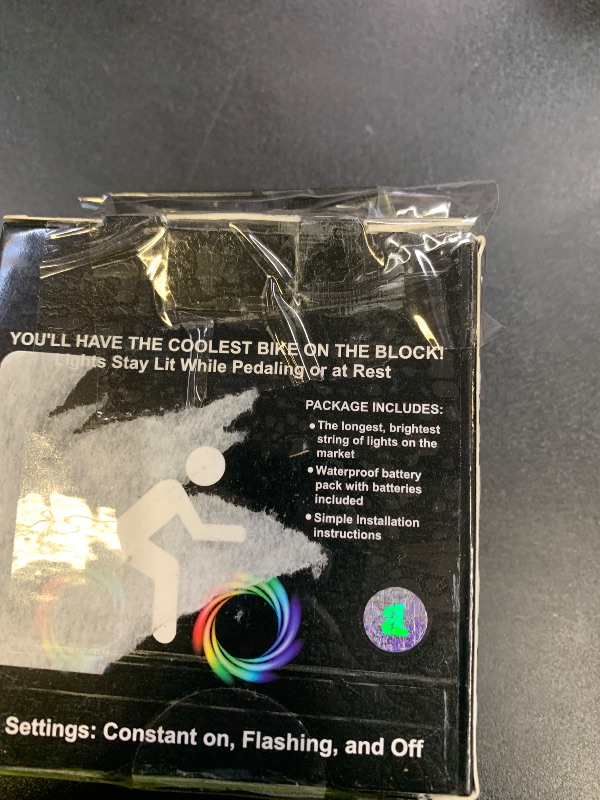 YOU'LL HAVE THE COOLEST BIKE ON THE BLOCK!
Lights Stay Lit While Pedaling or at Rest
PACKAGE INCLUDES:
• The longest, brightest
string of lights on the
market
• Waterproof battery
pack with batteries
included
• Simple installation
instructions
a
Settings: Constant on, Flashing, and Off